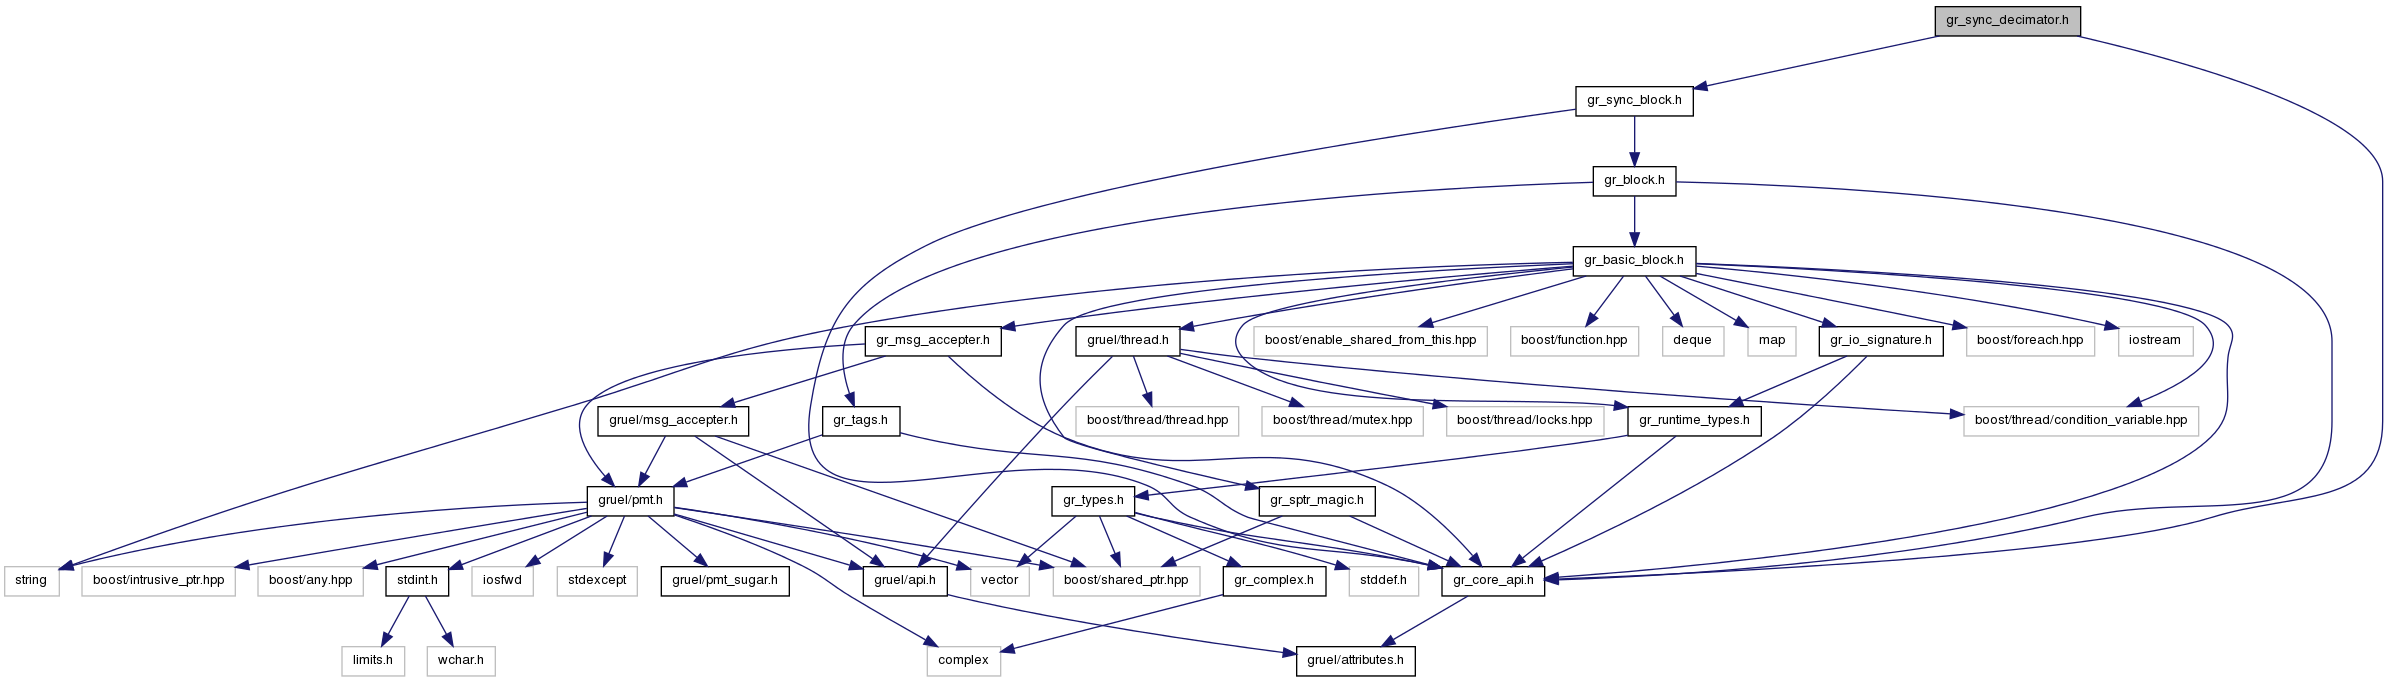 gr_sync_decimator.h
gr_sync_block.h
gr_block.h
gr_basic_block.h
gr_msg_accepter.h
gruel/thread.h
boost/enable_shared_from_this.hpp
boost/function.hpp
deque
map
gr_io_signature.h
boost/foreach.hpp
iostream
gruel/msg_accepter.h
gr_tags.h
boost/thread/thread.hpp
boost/thread/mutex.hpp
boost/thread/locks.hpp
gr_runtime_types.h
boost/thread/condition_variable.hpp
gruel/pmt.h
gr_types.h
gr_sptr_magic.h
string
boost/intrusive_ptr.hpp
boost/any.hpp
stdint.h
iosfwd
stdexcept
gruel/pmt_sugar.h
gruel/api.h
vector
boost/shared_ptr.hpp
gr_complex.h
stddef.h
gr_core_api.h
limits.h
wchar.h
complex
gruel/attributes.h